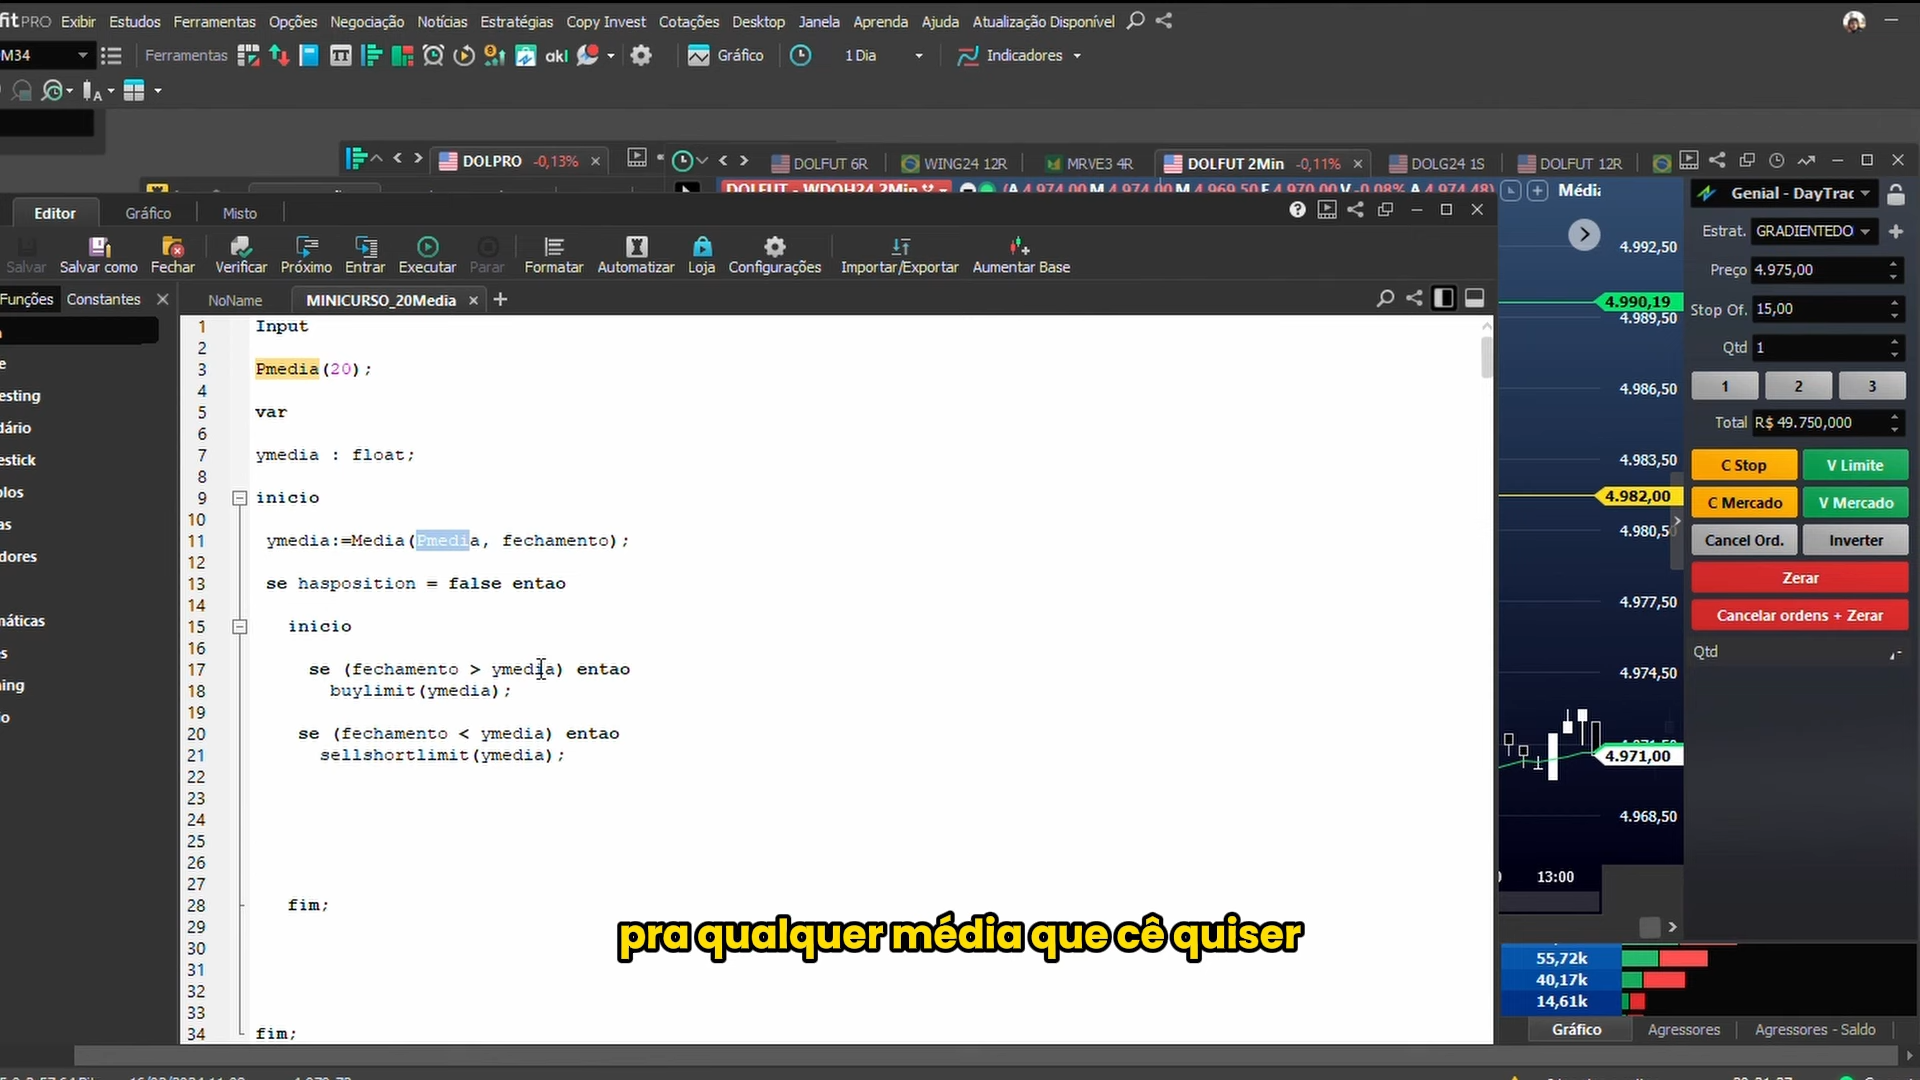 fitPRO Exibir Estudos Ferramentas Opções Negociação Notícias Estratégias Copy Invest Cotações Desktop Janela Aprenda Ajuda Atualização Disponível
OM34 Ferramentas akl Gráfico 1 Dia Indicadores
DOLPRO -0,13% DOLFUT 6R WING24 12R MRVE3 4R DOLFUT 2Min -0,11% DOLG24 1S DOLFUT 12R
DOLFUT - WDOH24 2Min
Editor Gráfico Misto
Salvar Salvar como Fechar Verificar Próximo Entrar Executar Parar Formatar Automatizar Loja Configurações Importar/Exportar Aumentar Base
Funções Constantes
NoName MINICURSO_20Media
1 Input
2
3 Pmedia(20);
4
5 var
6
7 ymedia : float;
8
9 inicio
10
11 ymedia:=Media(Pmedia, fechamento);
12
13 se hasposition = false entao
14
15 inicio
16
17 se (fechamento > ymedia) entao
18 buylimit(ymedia);
19
20 se (fechamento < ymedia) entao
21 sellshortlimit(ymedia);
22
23
24
25
26
27
28 fim;
29
30
31
32
33
34 fim;
pra qualquer média que cê quiser
Média
4.992,50
4.990,19
4.989,50
4.986,50
4.983,50
4.982,00
4.980,5
4.977,50
4.974,50
4.971,00
4.968,50
13:00
Genial - DayTrac
Estrat. GRADIENTEDO
Preço 4.975,00
Stop Of. 15,00
Qtd 1
1 2 3
Total R$ 49.750,000
C Stop V Limite
C Mercado V Mercado
Cancel Ord. Inverter
Zerar
Cancelar ordens + Zerar
Qtd
55,72k
40,17k
14,61k
Gráfico Agressores Agressores - Saldo